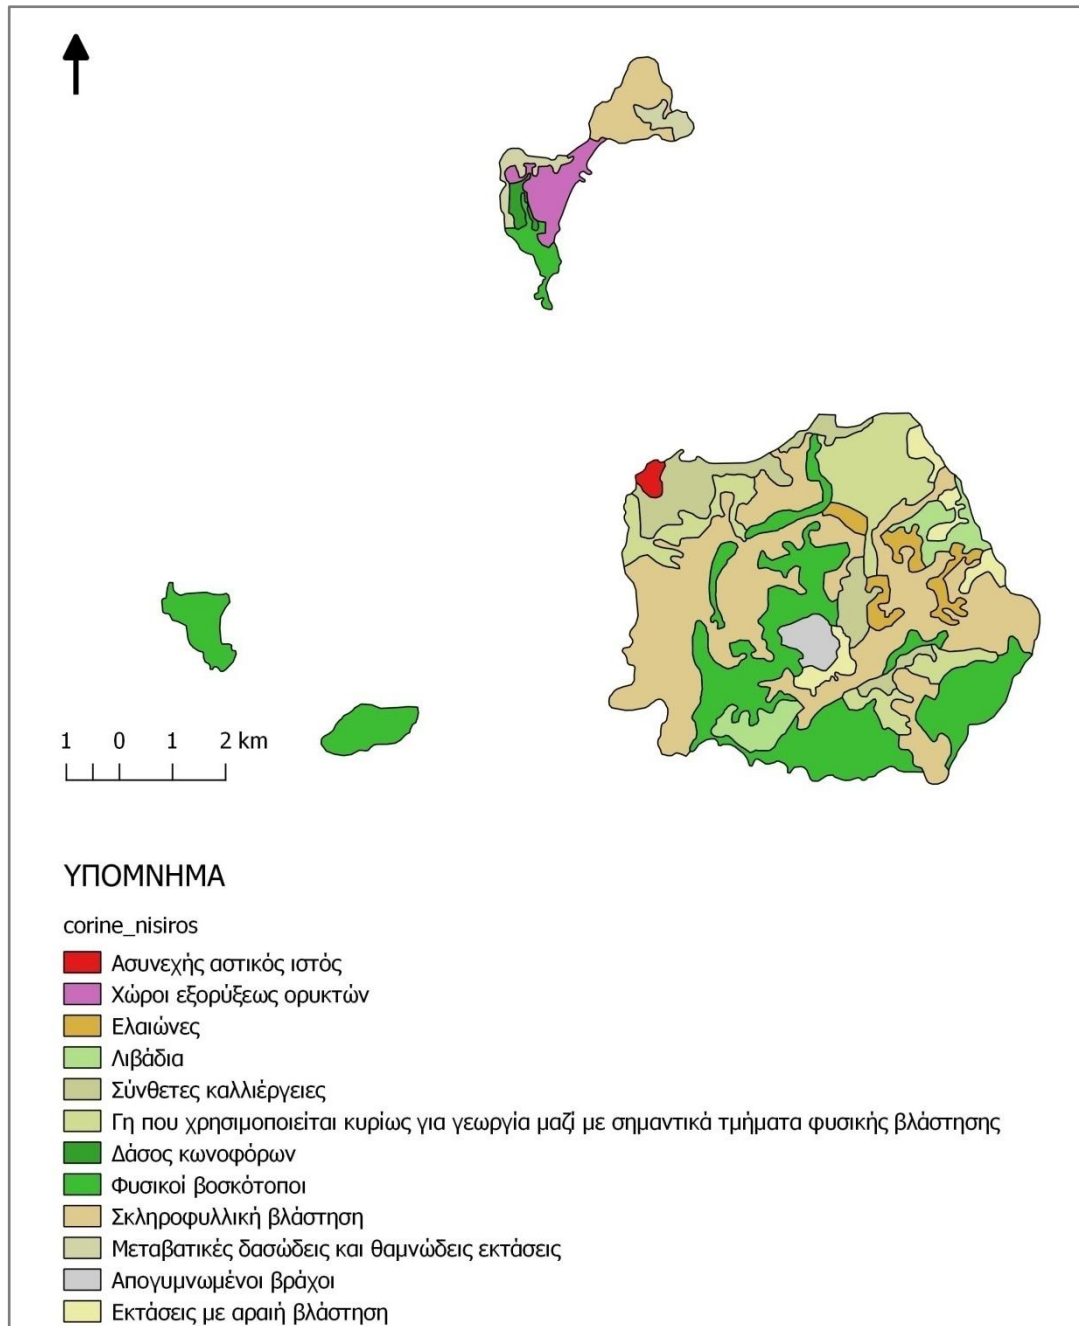 1 0 1 2 km
ΥΠΟΜΝΗΜΑ
corine_nisiros
Ασυνεχής αστικός ιστός
Χώροι εξορύξεως ορυκτών
Ελαιώνες
Λιβάδια
Σύνθετες καλλιέργειες
Γη που χρησιμοποιείται κυρίως για γεωργία μαζί με σημαντικά τμήματα φυσικής βλάστησης
Δάσος κωνοφόρων
Φυσικοί βοσκότοποι
Σκληροφυλλική βλάστηση
Μεταβατικές δασώδεις και θαμνώδεις εκτάσεις
Απογυμνωμένοι βράχοι
Εκτάσεις με αραιή βλάστηση